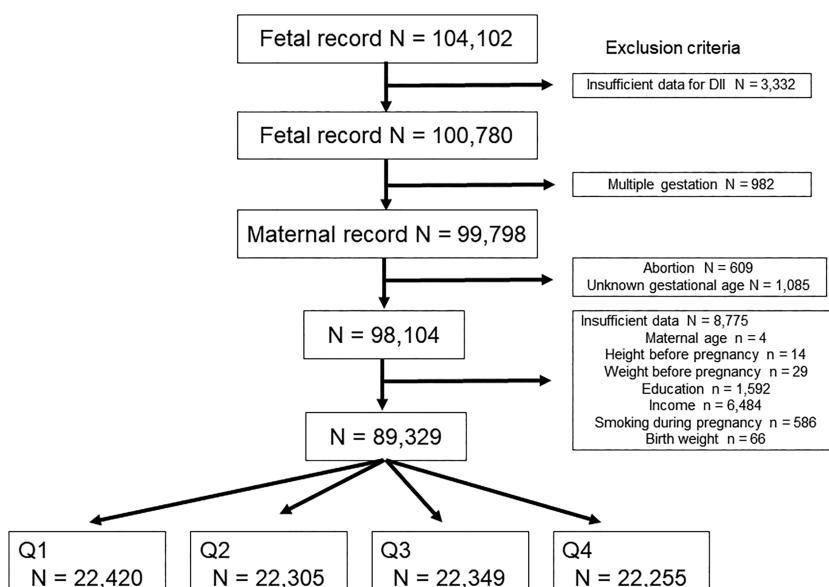 Fetal record N = 104,102
Exclusion criteria
Insufficient data for DII N = 3,332
Fetal record N = 100,780
Multiple gestation N = 982
Maternal record N = 99,798
Abortion N = 609
Unknown gestational age N = 1,085
N = 98,104
Insufficient data N = 8,775
Maternal age n = 4
Height before pregnancy n = 14
Weight before pregnancy n = 29
Education n = 1,592
Income n = 6,484
Smoking during pregnancy n = 586
Birth weight n = 66
N = 89,329
Q1
N = 22,420
Q2
N = 22,305
Q3
N = 22,349
Q4
N = 22,255